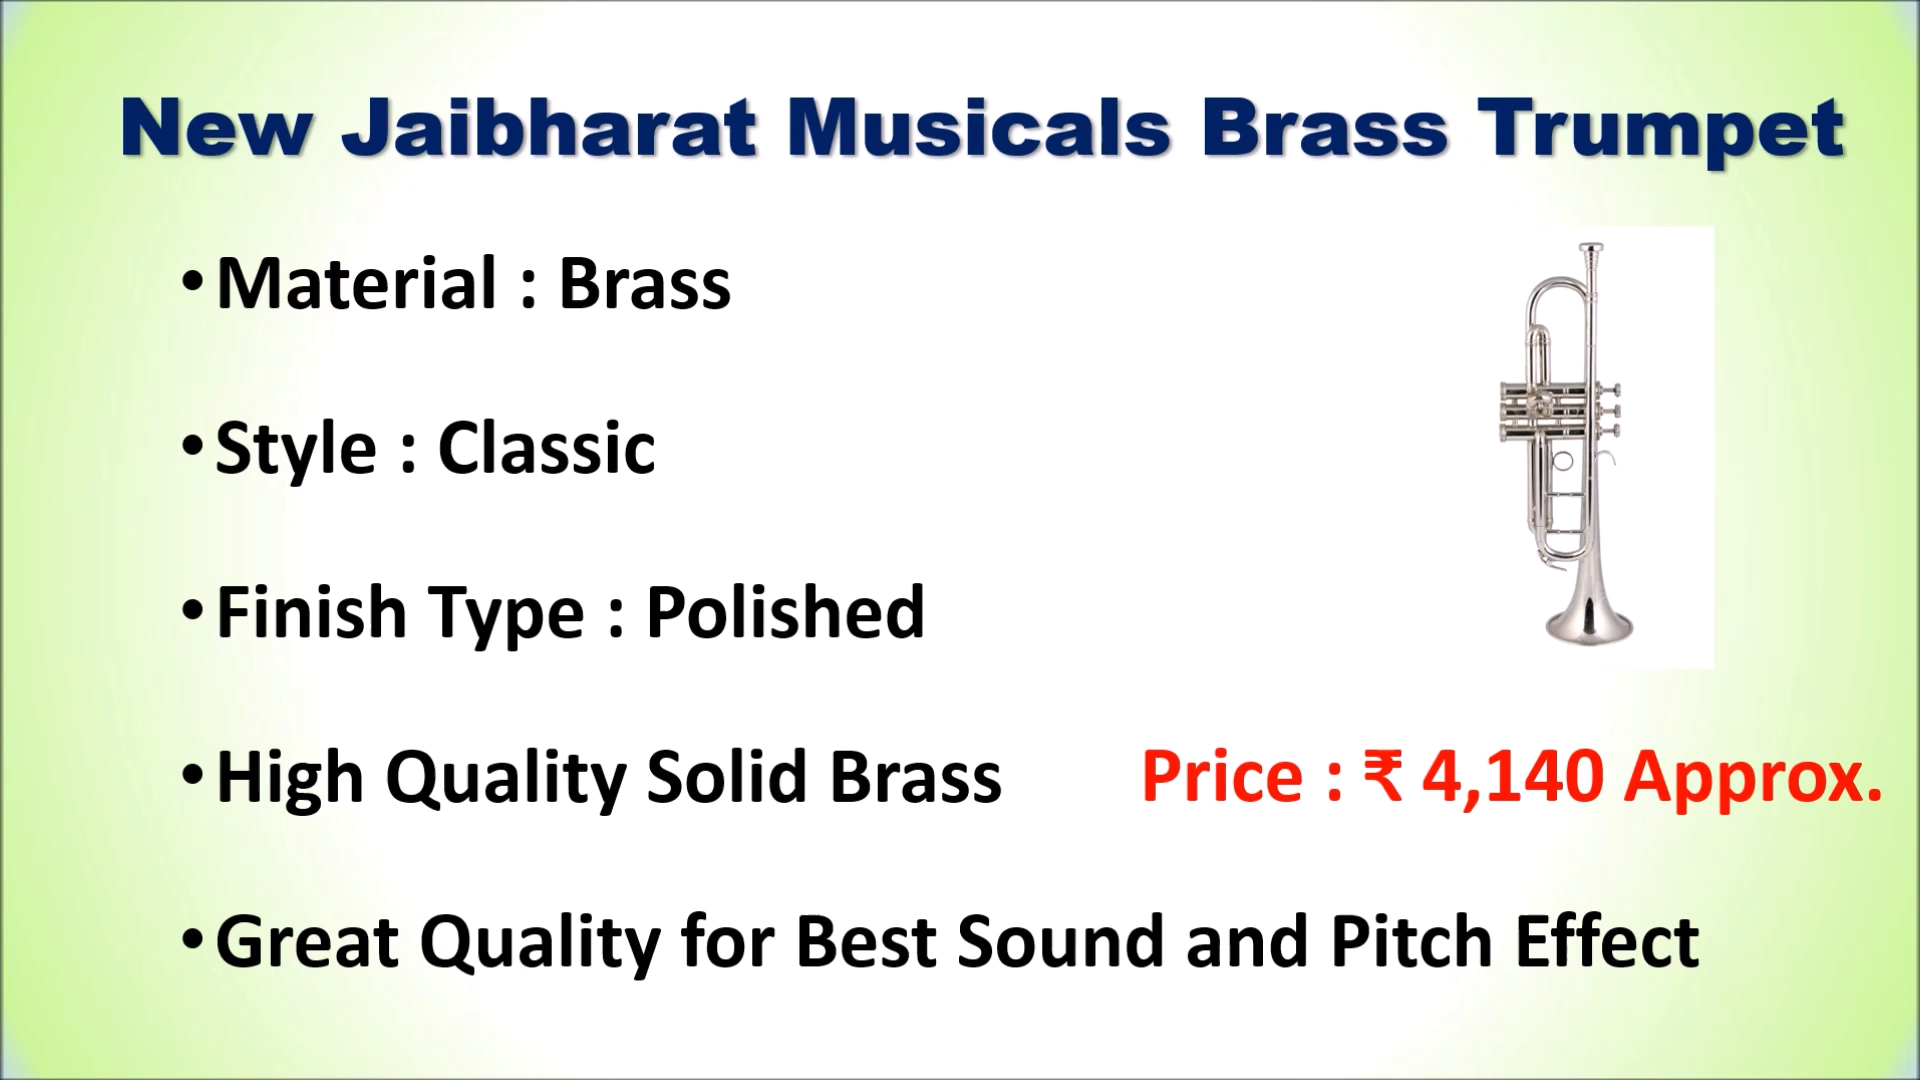 New Jaibharat Musicals Brass Trumpet
•Material : Brass
•Style : Classic
•Finish Type : Polished
•High Quality Solid Brass
Price : ₹ 4,140 Approx.
•Great Quality for Best Sound and Pitch Effect